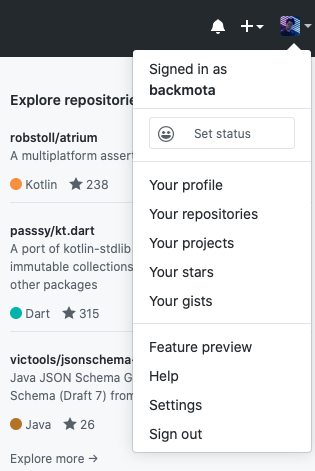 Signed in as
backmota
Set status
Your profile
Your repositories
Your projects
Your stars
Your gists
Feature preview
Help
Settings
Sign out
Explore repositorie
robstoll/atrium
A multiplatform assert
Kotlin 238
passsy/kt.dart
A port of kotlin-stdlib
immutable collections
other packages
Dart 315
victools/jsonschema-
Java JSON Schema G
Schema (Draft 7) from
Java 26
Explore more →